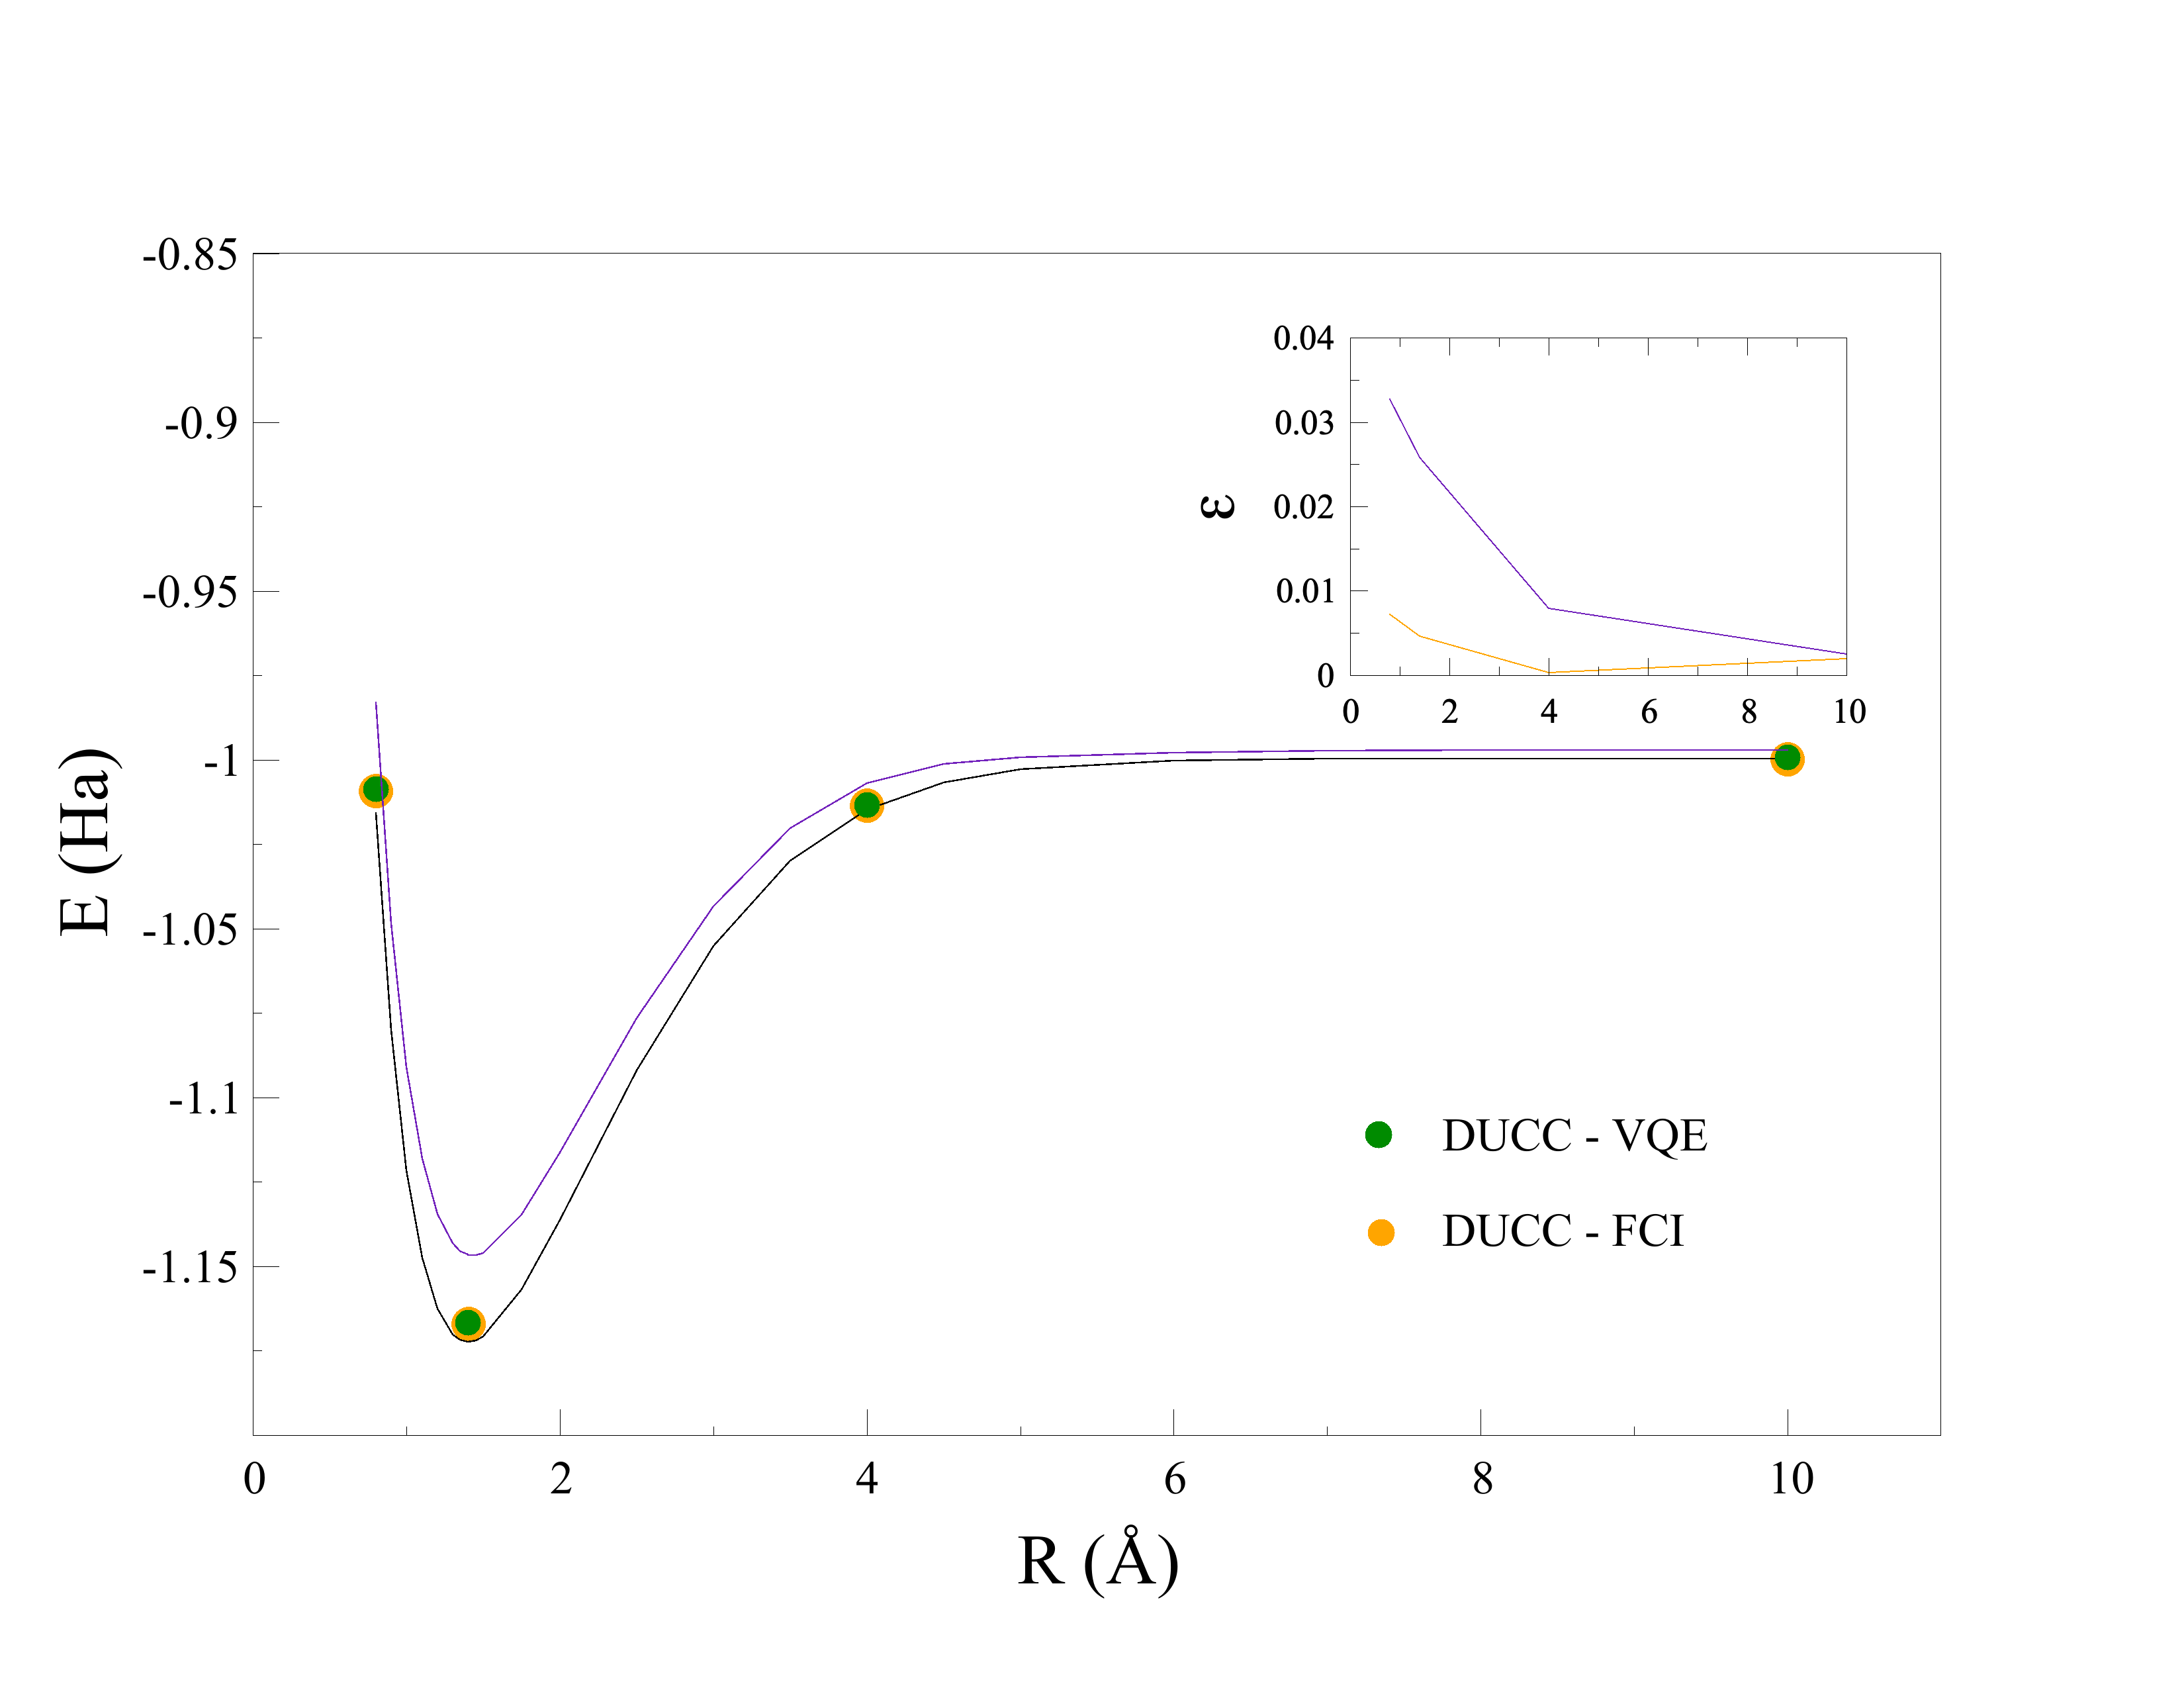 -0.85
-0.9
-0.95
-1
-1.05
-1.1
-1.15
E (Ha)
0 2 4 6 8 10
R (Å)
0.04
0.03
0.02
0.01
0
ε
0 2 4 6 8 10
DUCC - VQE
DUCC - FCI